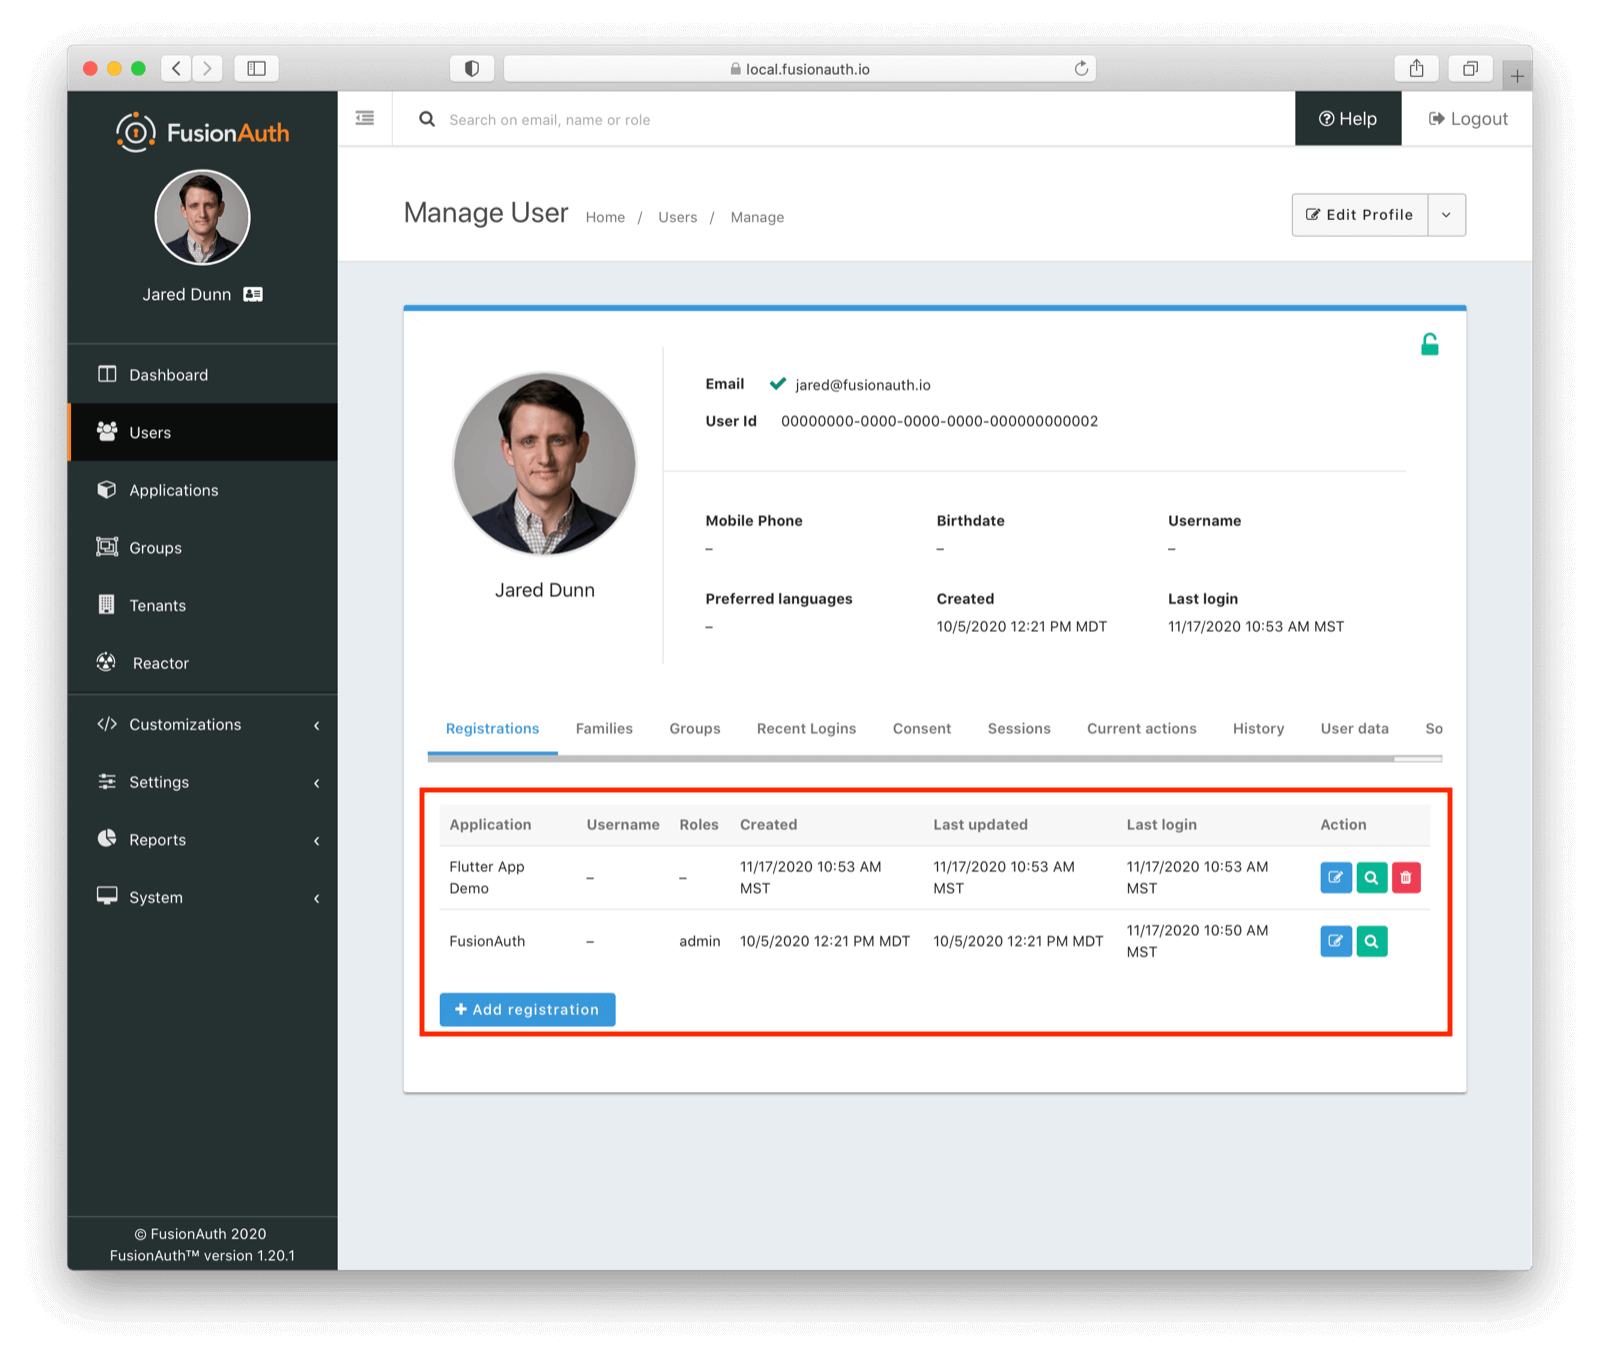 local.fusionauth.io
FusionAuth
Search on email, name or role
Help
Logout
Jared Dunn
Manage User
Home / Users / Manage
Edit Profile
Dashboard
Users
Applications
Groups
Tenants
Reactor
Customizations
Settings
Reports
System
© FusionAuth 2020
FusionAuth™ version 1.20.1
Jared Dunn
Email jared@fusionauth.io
User Id 00000000-0000-0000-0000-000000000002
Mobile Phone Birthdate Username
– – –
Preferred languages Created Last login
– 10/5/2020 12:21 PM MDT 11/17/2020 10:53 AM MST
Registrations Families Groups Recent Logins Consent Sessions Current actions History User data So
Application Username Roles Created Last updated Last login Action
Flutter App 11/17/2020 10:53 AM 11/17/2020 10:53 AM 11/17/2020 10:53 AM
– –
Demo MST MST MST
11/17/2020 10:50 AM
FusionAuth – admin 10/5/2020 12:21 PM MDT 10/5/2020 12:21 PM MDT
MST
Add registration